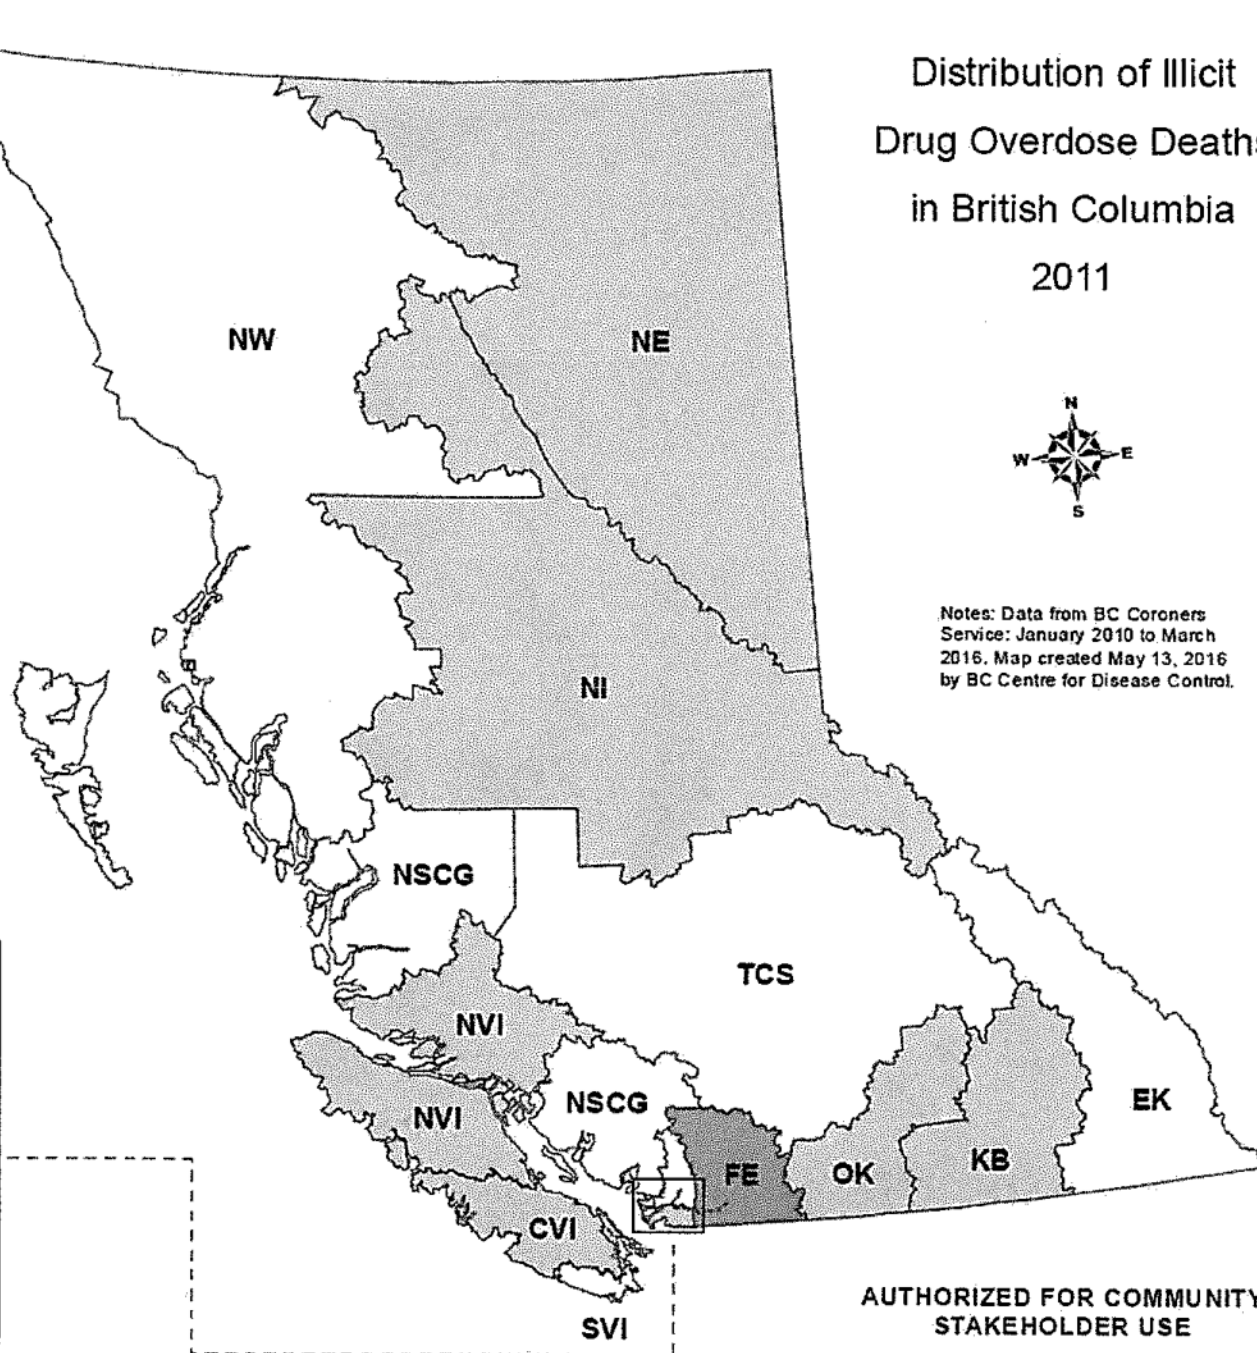 Distribution of Illicit
Drug Overdose Deaths
in British Columbia
2011
NW
NE
N
W
E
S
Notes: Data from BC Coroners
Service: January 2010 to March
2016. Map created May 13, 2016
by BC Centre for Disease Control.
NI
NSCG
TCS
NVI
NSCG
NVI
EK
FE
OK
KB
CVI
SVI
AUTHORIZED FOR COMMUNITY
STAKEHOLDER USE